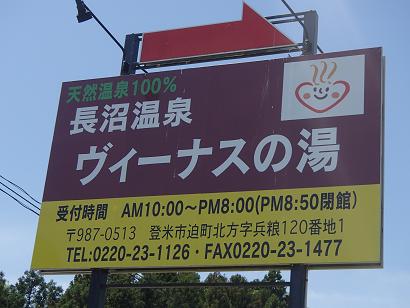 天然温泉100%
長沼温泉
ヴィーナスの湯
受付時間 AM10:00～PM8:00(PM8:50閉館)
〒987-0513 登米市迫町北方字兵粮120番地1
TEL:0220-23-1126・FAX0220-23-1477